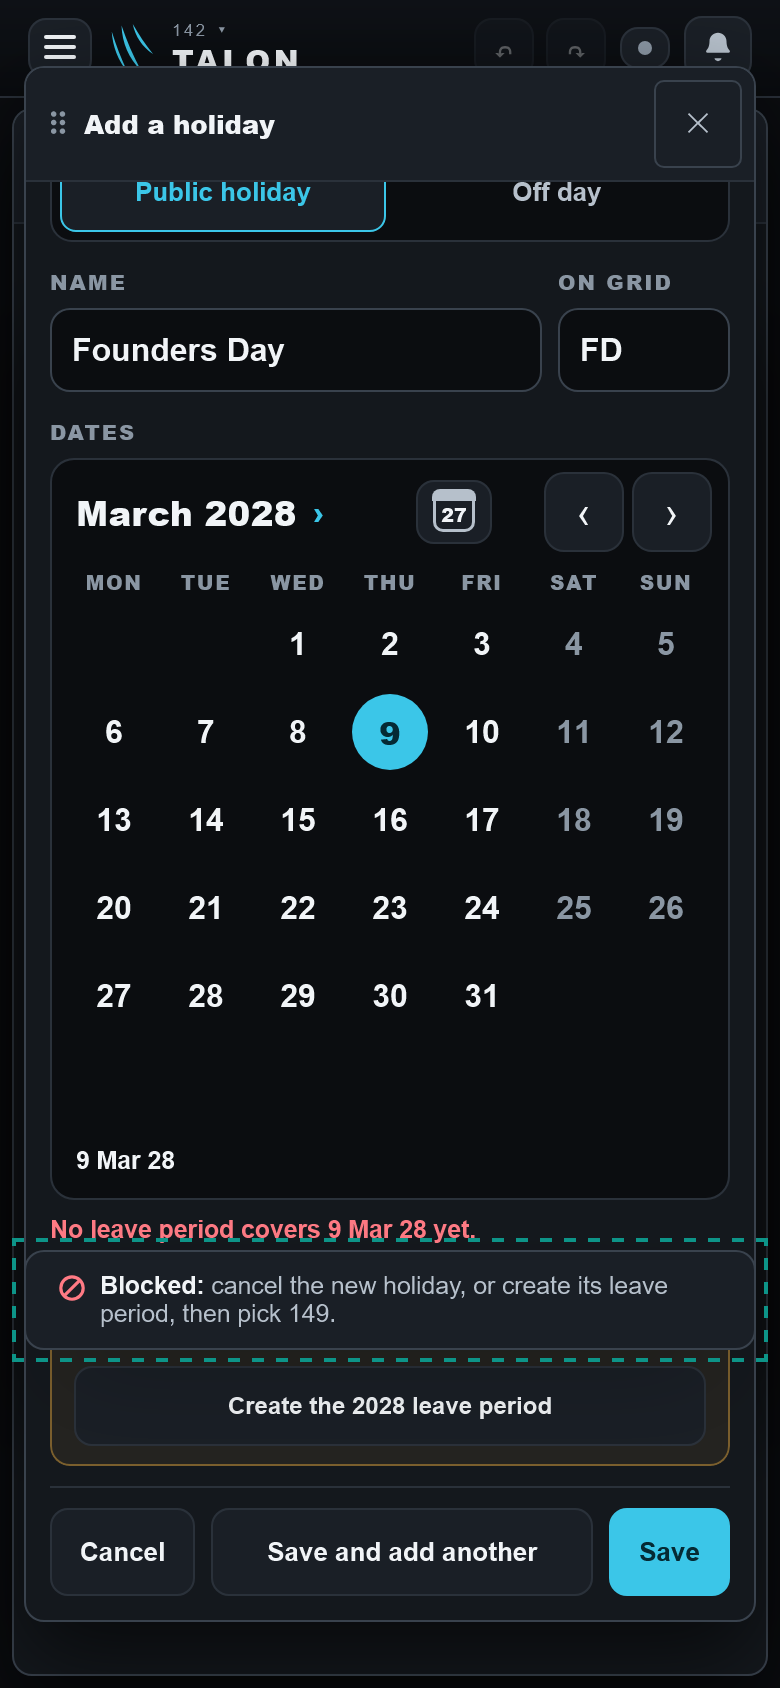 142 ▾
TALON
Add a holiday
Public holiday
Off day
NAME
ON GRID
Founders Day
FD
DATES
March 2028 ›
27
‹ ›
MON TUE WED THU FRI SAT SUN
1 2 3 4 5
6 7 8 9 10 11 12
13 14 15 16 17 18 19
20 21 22 23 24 25 26
27 28 29 30 31
9 Mar 28
No leave period covers 9 Mar 28 yet.
Blocked: cancel the new holiday, or create its leave
period, then pick 149.
Create the 2028 leave period
Cancel
Save and add another
Save